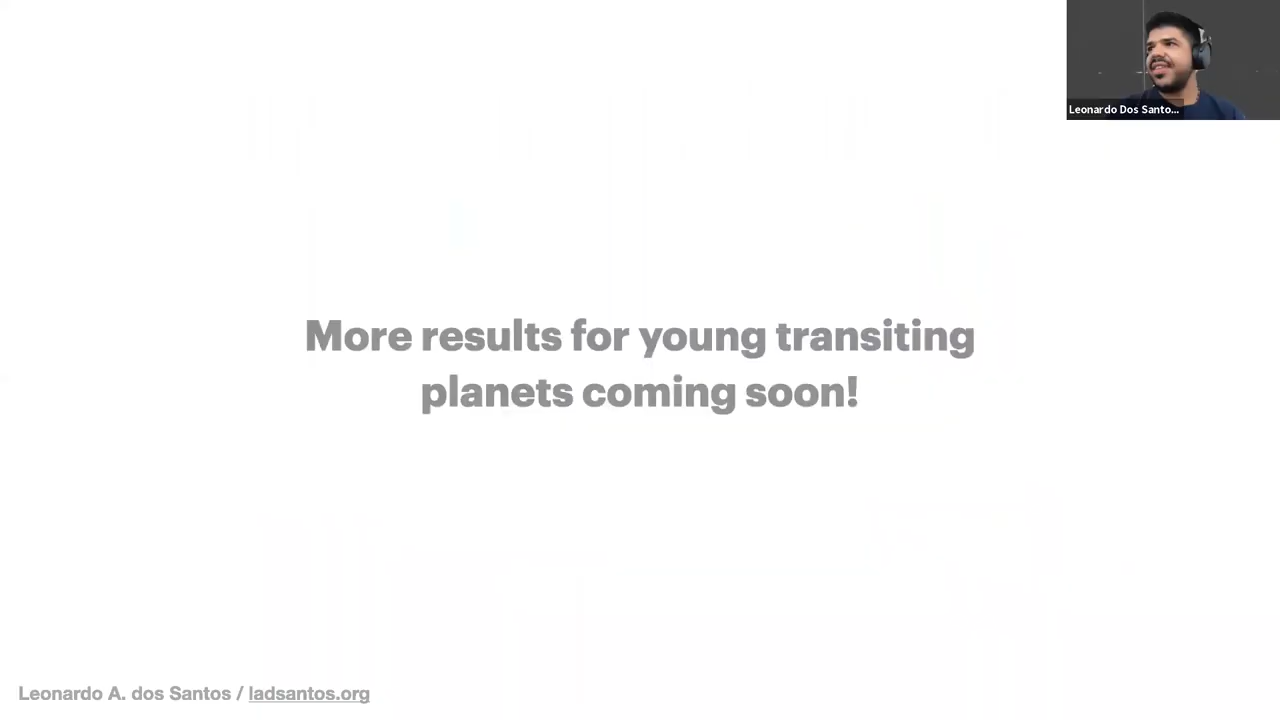 Leonardo Dos Santo...
More results for young transiting
planets coming soon!
Leonardo A. dos Santos / ladsantos.org